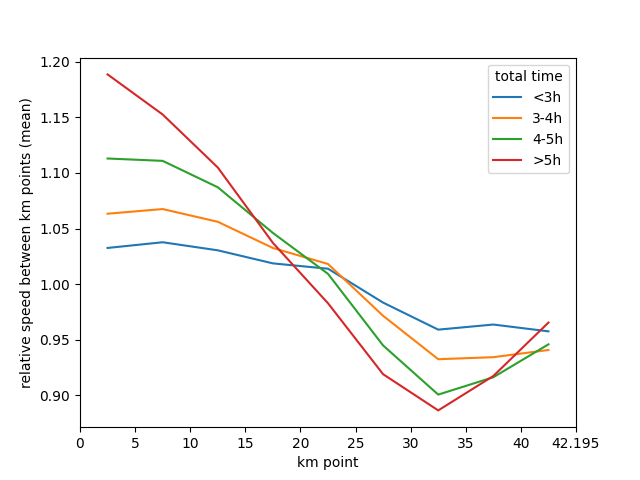 1.20
1.15
1.10
1.05
1.00
0.95
0.90
relative speed between km points (mean)
total time
<3h
3-4h
4-5h
>5h
0 5 10 15 20 25 30 35 40 42.195
km point